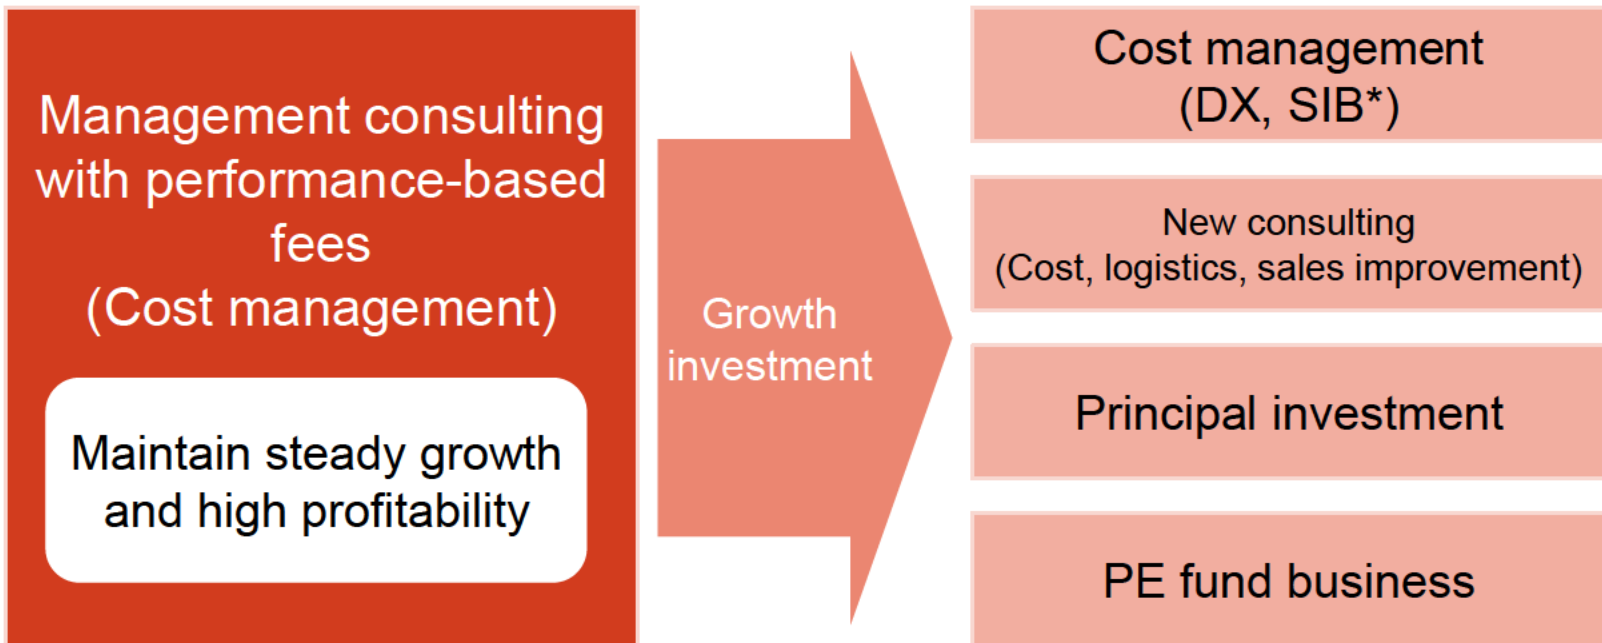 Management consulting
with performance-based
fees
(Cost management)
Maintain steady growth
and high profitability
Growth
investment
Cost management
(DX, SIB*)
New consulting
(Cost, logistics, sales improvement)
Principal investment
PE fund business